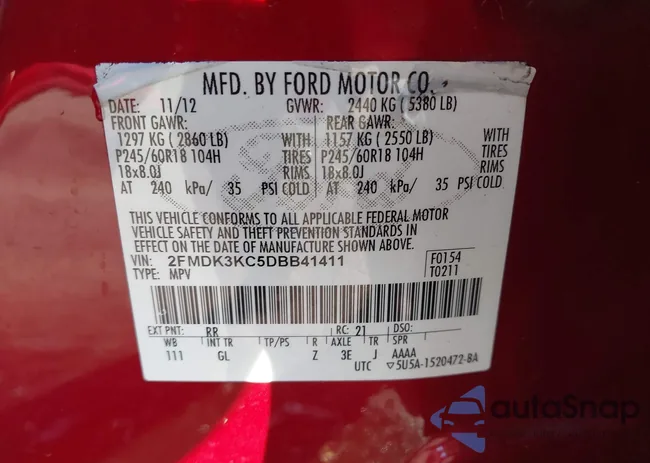 MFD. BY FORD MOTOR CO.
DATE: 11/12 GVWR: 2440 KG ( 5380 LB)
FRONT GAWR: REAR GAWR:
1297 KG ( 2860 LB) WITH 1157 KG ( 2550 LB) WITH
P245/60R18 104H TIRES P245/60R18 104H TIRES
18x8.0J RIMS 18x8.0J RIMS
AT 240 kPa/ 35 PSI COLD AT 240 kPa/ 35 PSI COLD
THIS VEHICLE CONFORMS TO ALL APPLICABLE FEDERAL MOTOR
VEHICLE SAFETY AND THEFT PREVENTION STANDARDS IN
EFFECT ON THE DATE OF MANUFACTURE SHOWN ABOVE.
VIN: 2FMDK3KC5DBB41411 F0154
TYPE: MPV T0211
EXT PNT: RR RC: 21 DSO:
WB INT TR TP/PS R AXLE TR SPR
111 GL Z 3E J AAAA
UTC ▽5U5A-1520472-BA
autoSnap